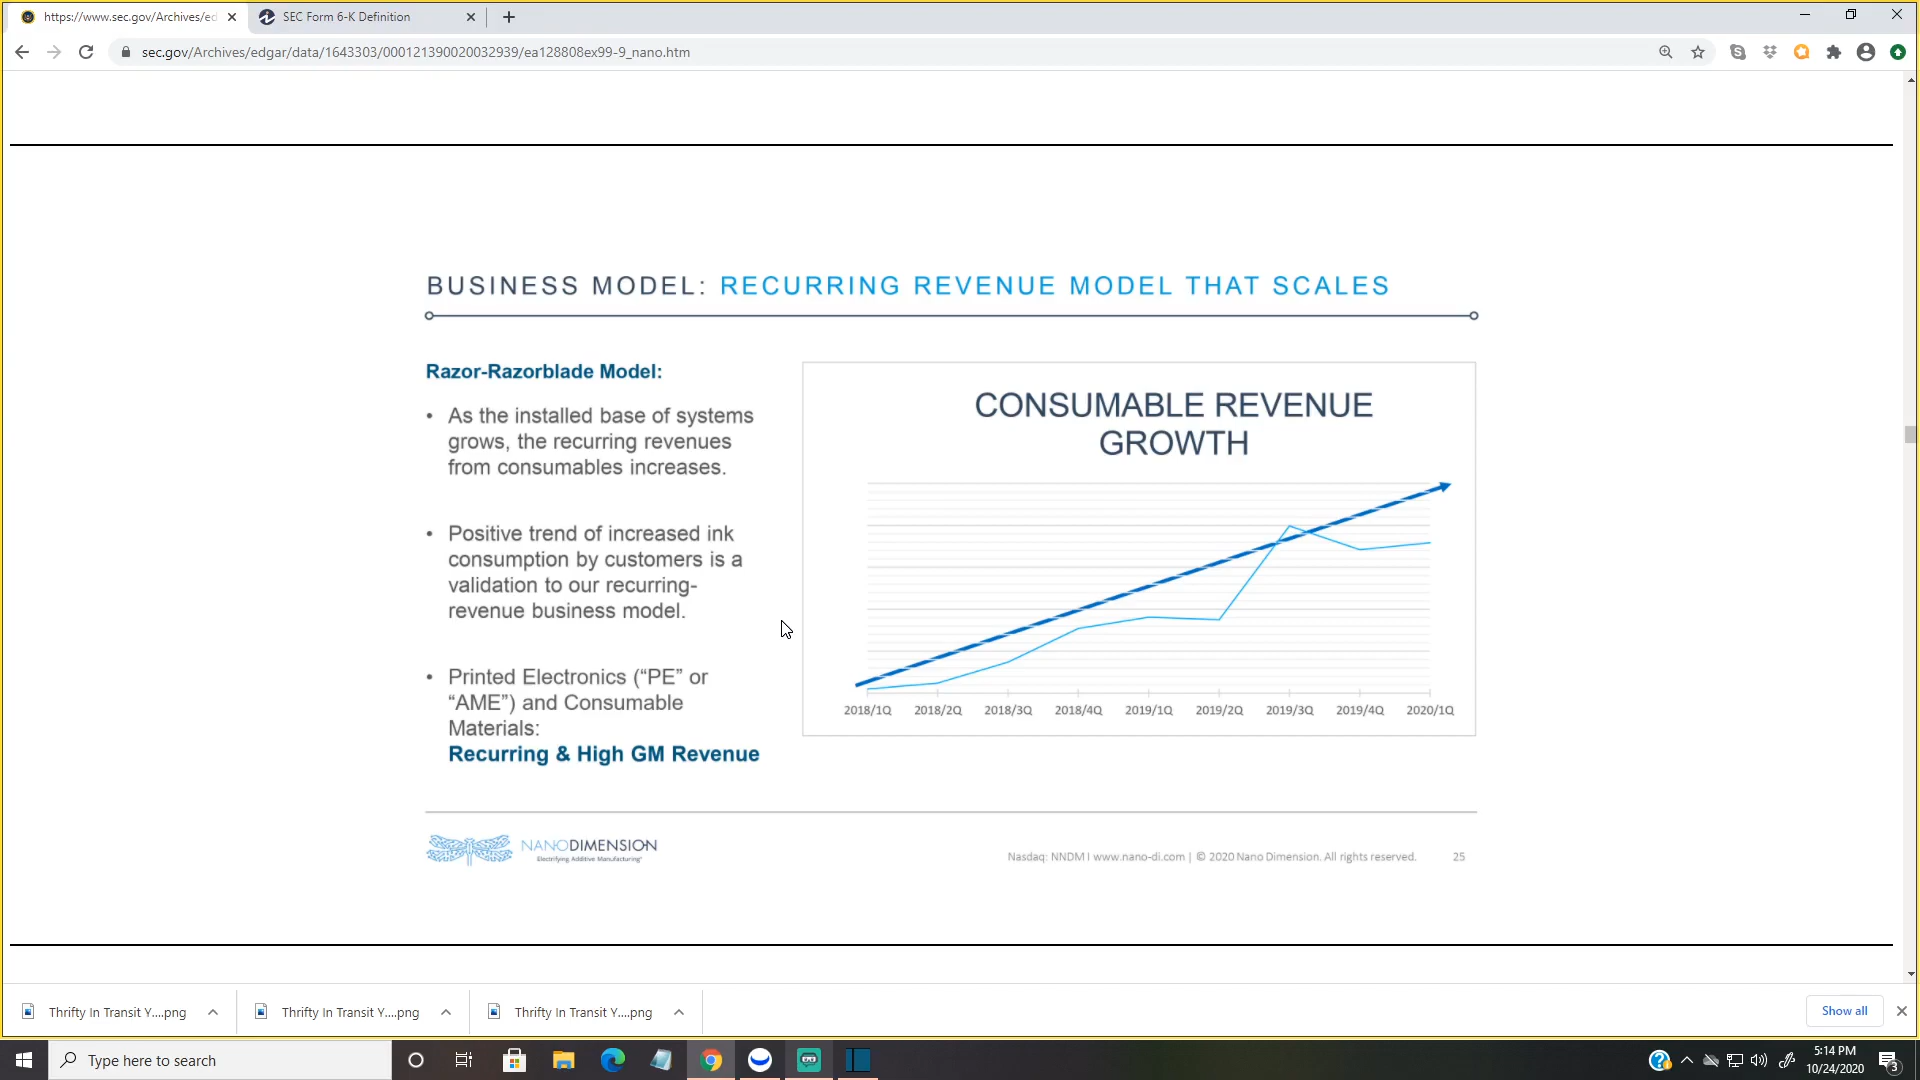 https://www.sec.gov/Archives/ed
SEC Form 6-K Definition
sec.gov/Archives/edgar/data/1643303/000121390020032939/ea128808ex99-9_nano.htm
BUSINESS MODEL: RECURRING REVENUE MODEL THAT SCALES
Razor-Razorblade Model:
• As the installed base of systems
grows, the recurring revenues
from consumables increases.
• Positive trend of increased ink
consumption by customers is a
validation to our recurring-
revenue business model.
• Printed Electronics (“PE” or
“AME”) and Consumable
Materials:
Recurring & High GM Revenue
CONSUMABLE REVENUE
GROWTH
2018/1Q 2018/2Q 2018/3Q 2018/4Q 2019/1Q 2019/2Q 2019/3Q 2019/4Q 2020/1Q
NANODIMENSION
Electrifying Additive Manufacturing
Nasdaq: NNDM I www.nano-di.com | © 2020 Nano Dimension. All rights reserved. 25
Thrifty In Transit Y....png
Thrifty In Transit Y....png
Thrifty In Transit Y....png
Show all
Type here to search
5:14 PM
10/24/2020
3